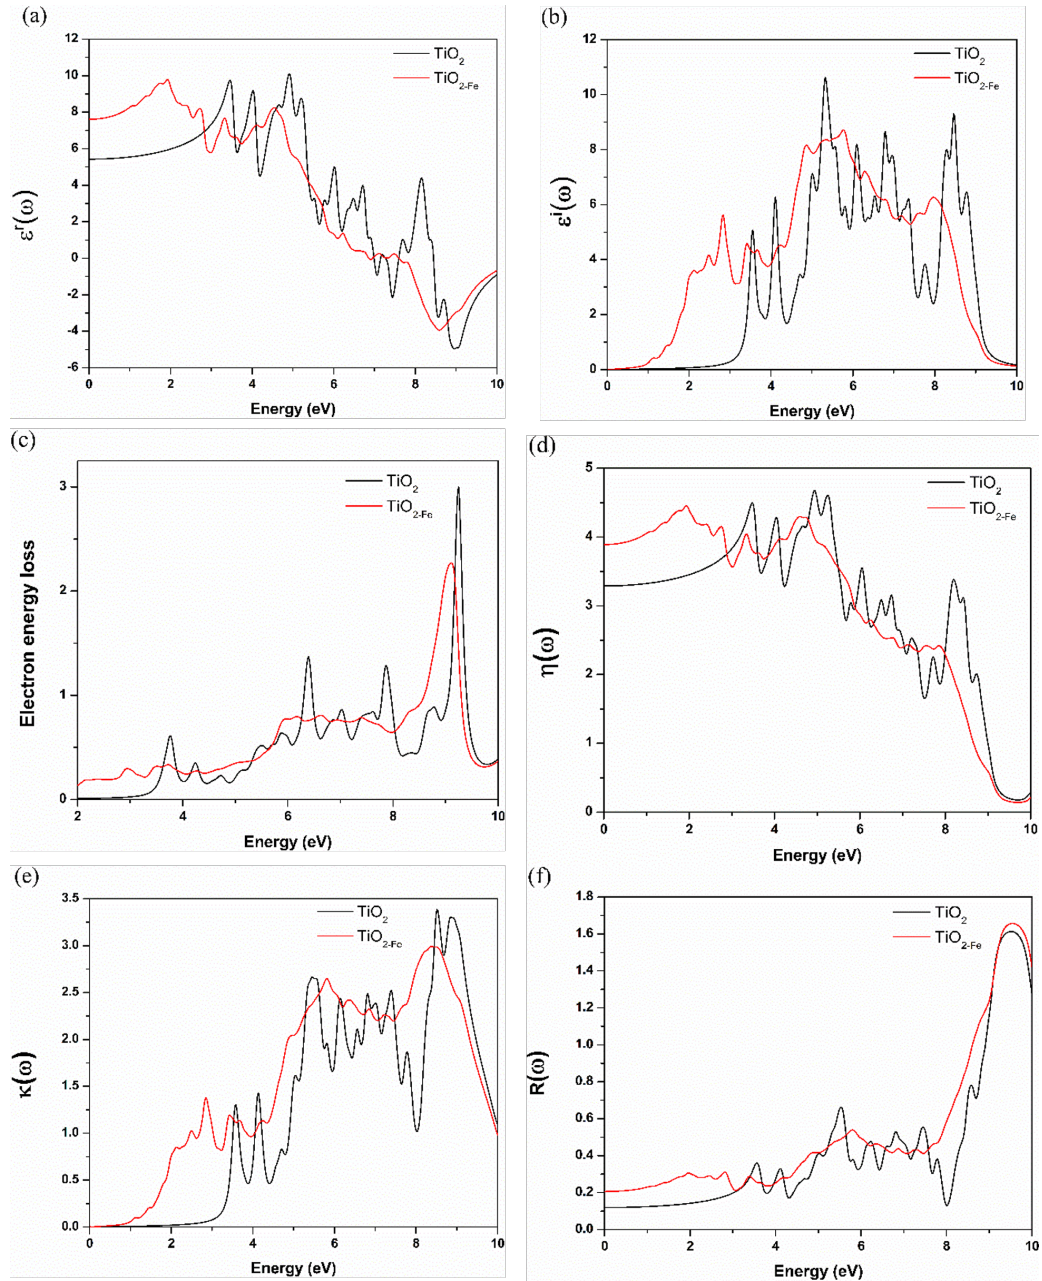 (a)
12
10
8
6
4
2
0
-2
-4
-6
0 2 4 6 8 10
Energy (eV)
εʳ(ω)
TiO₂
TiO₂₋Fe
(b)
12
10
8
6
4
2
0
0 2 4 6 8 10
Energy (eV)
εⁱ(ω)
TiO₂
TiO₂₋Fe
(c)
3
2
1
0
2 4 6 8 10
Energy (eV)
Electron energy loss
TiO₂
TiO₂₋Fe
(d)
5
4
3
2
1
0
0 2 4 6 8 10
Energy (eV)
η(ω)
TiO₂
TiO₂₋Fe
(e)
3.5
3.0
2.5
2.0
1.5
1.0
0.5
0.0
0 2 4 6 8 10
Energy (eV)
κ(ω)
TiO₂
TiO₂₋Fe
(f)
1.8
1.6
1.4
1.2
1.0
0.8
0.6
0.4
0.2
0.0
0 2 4 6 8 10
Energy (eV)
R(ω)
TiO₂
TiO₂₋Fe